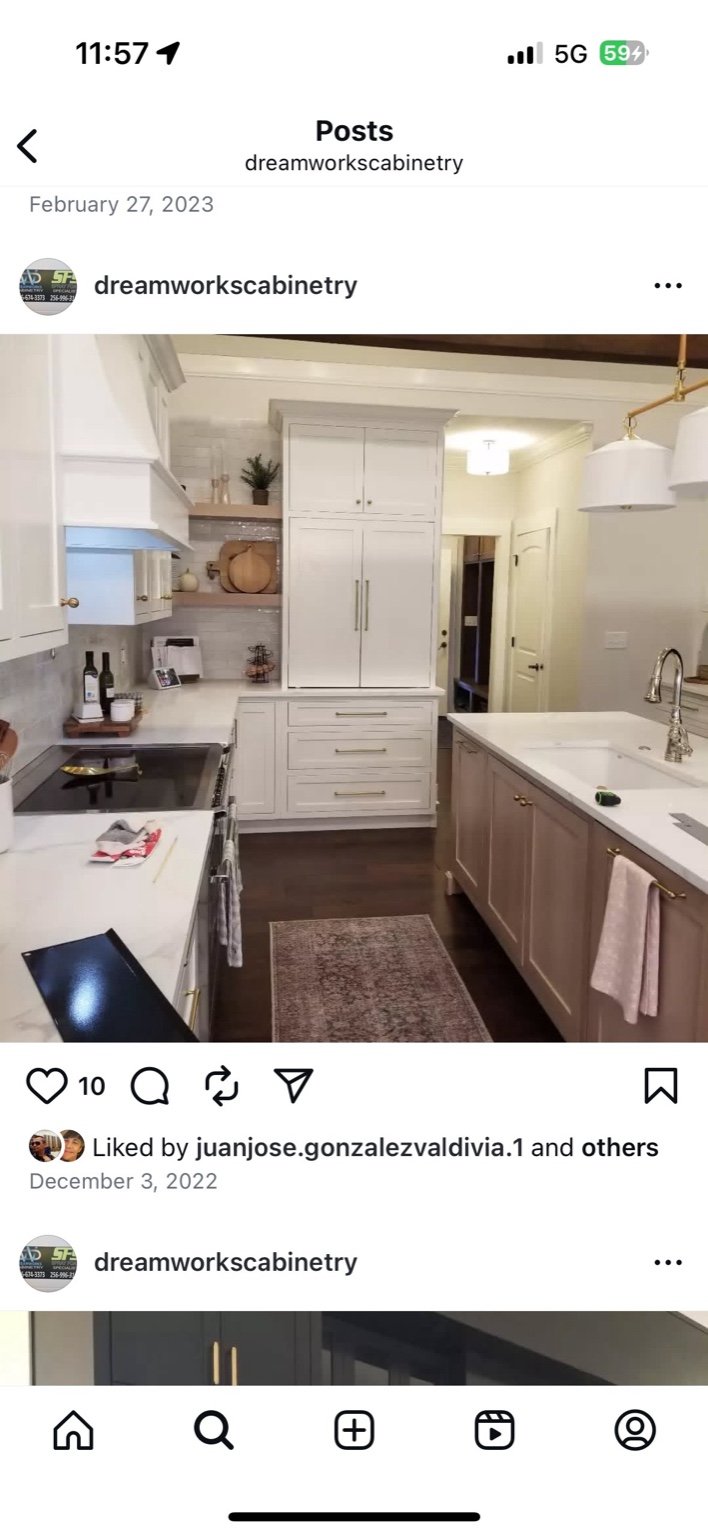 11:57
5G
59
Posts
dreamworkscabinetry
February 27, 2023
dreamworkscabinetry
10
Liked by juanjose.gonzalezvaldivia.1 and others
December 3, 2022
dreamworkscabinetry